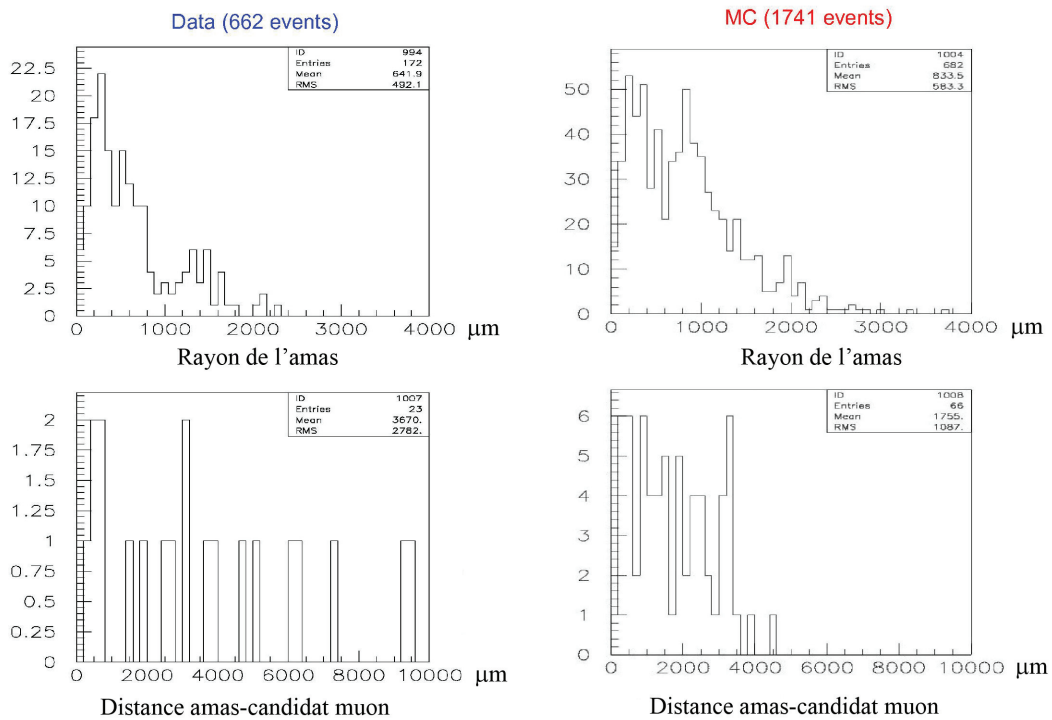 Data (662 events)
ID 994
Entries 172
Mean 641.9
RMS 492.1
22.5
20
17.5
15
12.5
10
7.5
5
2.5
0
0 1000 2000 3000 4000 μm
Rayon de l’amas
MC (1741 events)
ID 1004
Entries 682
Mean 833.5
RMS 583.3
50
40
30
20
10
0
0 1000 2000 3000 4000 μm
Rayon de l’amas
ID 1007
Entries 23
Mean 3670.
RMS 2782.
2
1.75
1.5
1.25
1
0.75
0.5
0.25
0
0 2000 4000 6000 8000 10000 μm
Distance amas-candidat muon
ID 1008
Entries 66
Mean 1755.
RMS 1087.
6
5
4
3
2
1
0
0 2000 4000 6000 8000 10000 μm
Distance amas-candidat muon